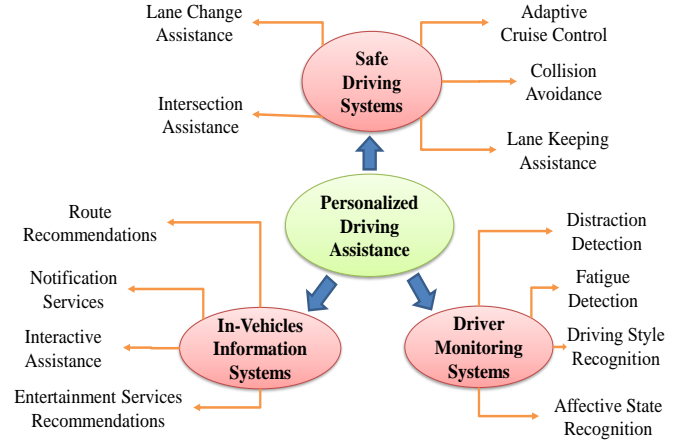 Lane Change
Assistance
Adaptive
Cruise Control
Safe
Driving
Systems
Collision
Avoidance
Intersection
Assistance
Lane Keeping
Assistance
Personalized
Driving
Assistance
Route
Recommendations
Distraction
Detection
Notification
Services
Fatigue
Detection
In-Vehicles
Information
Systems
Driver
Monitoring
Systems
Interactive
Assistance
Driving Style
Recognition
Entertainment Services
Recommendations
Affective State
Recognition